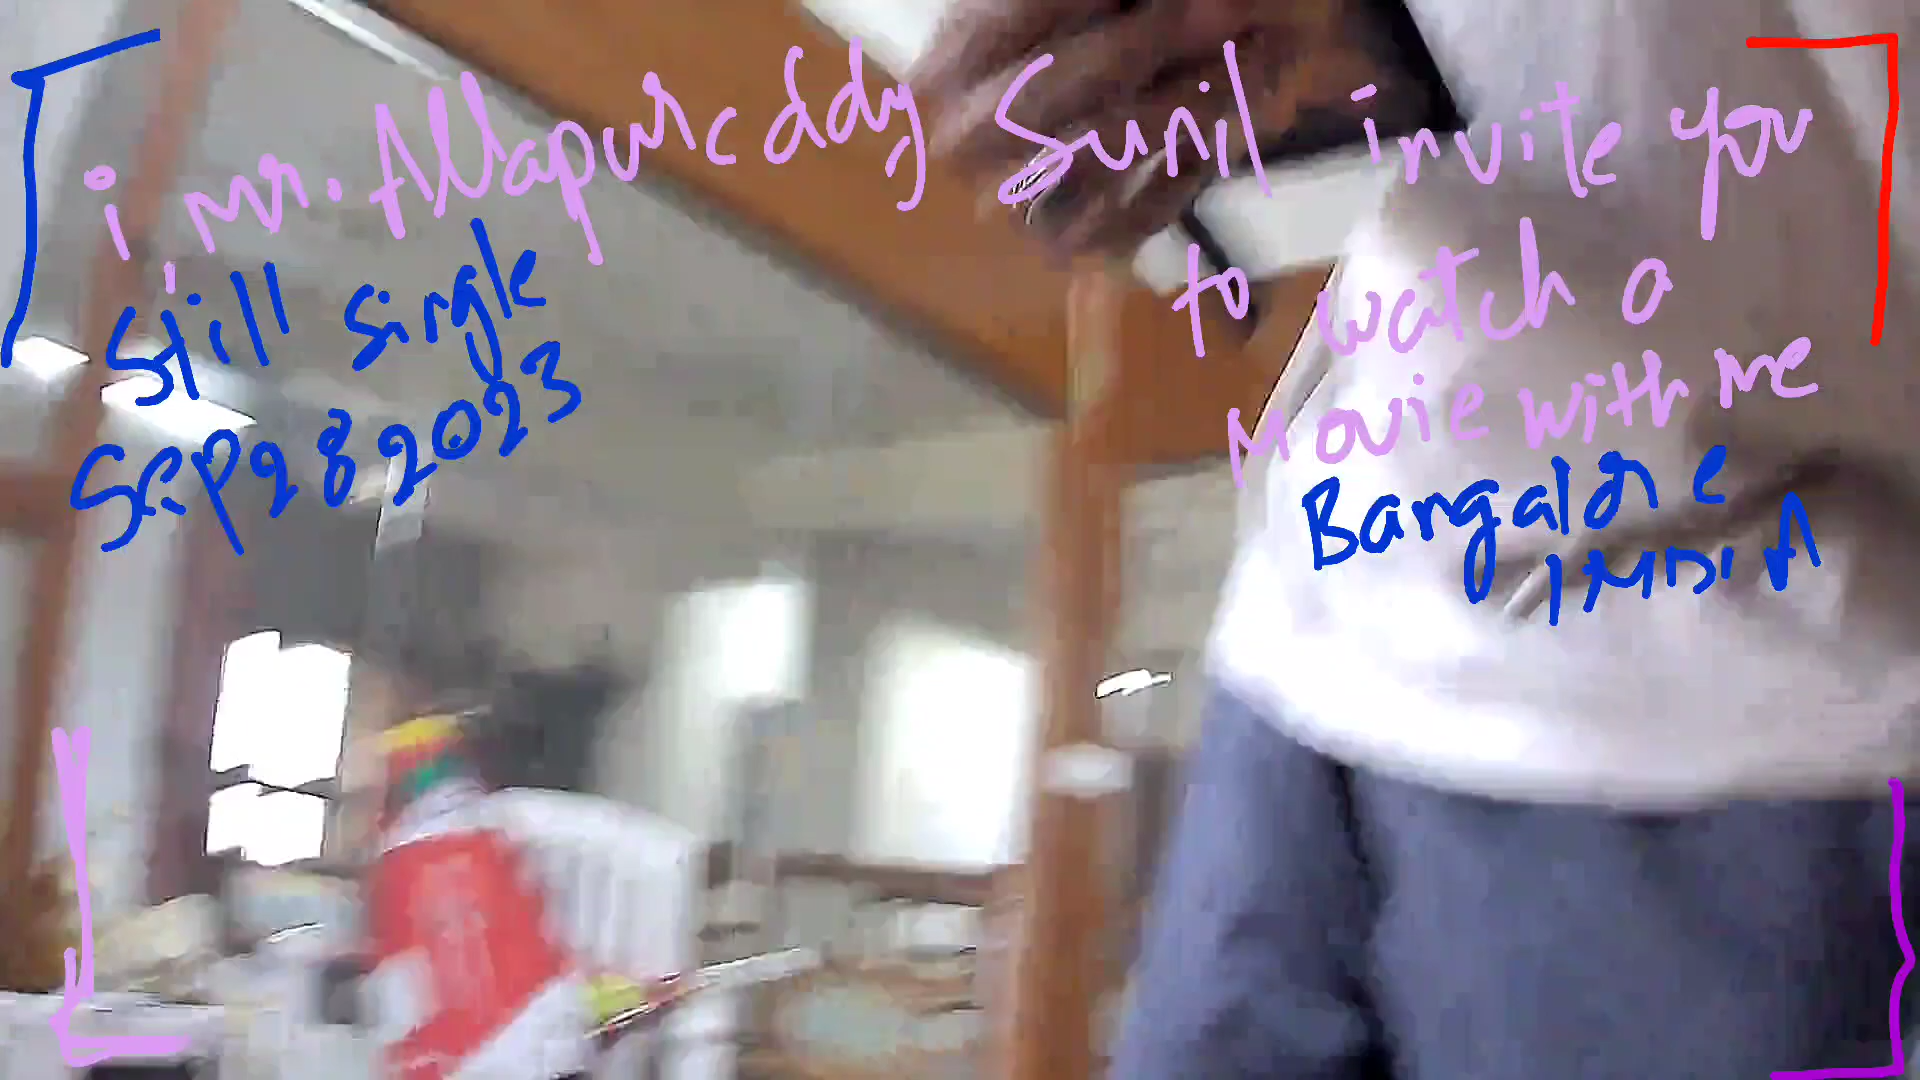 i mr. Allapureddy Sunil invite you
to watch a
Movie with me
Still single
Sep 28 2023
Bangalore
INDIA